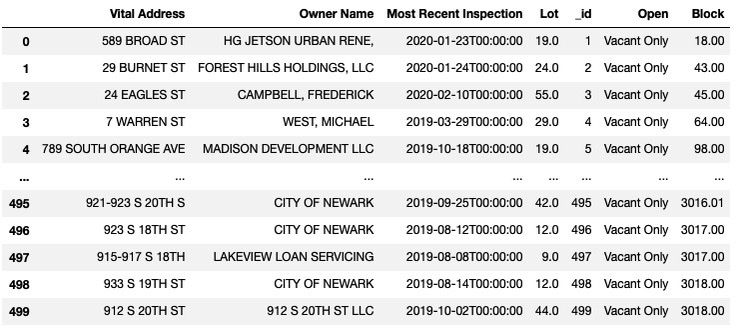 Vital Address Owner Name Most Recent Inspection Lot _id Open Block
0 589 BROAD ST HG JETSON URBAN RENE, 2020-01-23T00:00:00 19.0 1 Vacant Only 18.00
1 29 BURNET ST FOREST HILLS HOLDINGS, LLC 2020-01-24T00:00:00 24.0 2 Vacant Only 43.00
2 24 EAGLES ST CAMPBELL, FREDERICK 2020-02-10T00:00:00 55.0 3 Vacant Only 45.00
3 7 WARREN ST WEST, MICHAEL 2019-03-29T00:00:00 29.0 4 Vacant Only 64.00
4 789 SOUTH ORANGE AVE MADISON DEVELOPMENT LLC 2019-10-18T00:00:00 19.0 5 Vacant Only 98.00
... ... ... ... ... ... ... ...
495 921-923 S 20TH S CITY OF NEWARK 2019-09-25T00:00:00 42.0 495 Vacant Only 3016.01
496 923 S 18TH ST CITY OF NEWARK 2019-08-12T00:00:00 12.0 496 Vacant Only 3017.00
497 915-917 S 18TH LAKEVIEW LOAN SERVICING 2019-08-08T00:00:00 9.0 497 Vacant Only 3017.00
498 933 S 19TH ST CITY OF NEWARK 2019-08-14T00:00:00 12.0 498 Vacant Only 3018.00
499 912 S 20TH ST 912 S 20TH ST LLC 2019-10-02T00:00:00 44.0 499 Vacant Only 3018.00